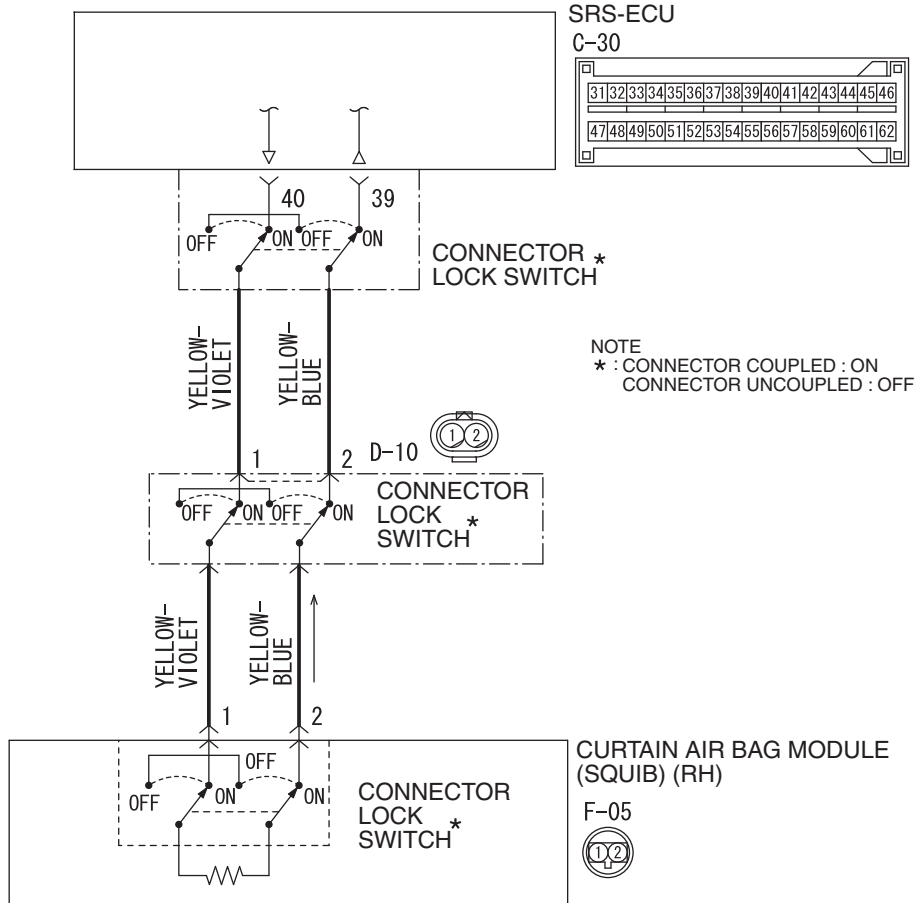 SRS-ECU
C-30
31 32 33 34 35 36 37 38 39 40 41 42 43 44 45 46
47 48 49 50 51 52 53 54 55 56 57 58 59 60 61 62
40 39
OFF ON OFF ON
CONNECTOR *
LOCK SWITCH
YELLOW-
VIOLET
YELLOW-
BLUE
NOTE
* : CONNECTOR COUPLED : ON
CONNECTOR UNCOUPLED : OFF
1 2 D-10
1 2
OFF ON OFF ON
CONNECTOR
LOCK
SWITCH *
YELLOW-
VIOLET
YELLOW-
BLUE
1 2
OFF ON OFF ON
CONNECTOR
LOCK
SWITCH *
CURTAIN AIR BAG MODULE
(SQUIB) (RH)
F-05
1 2